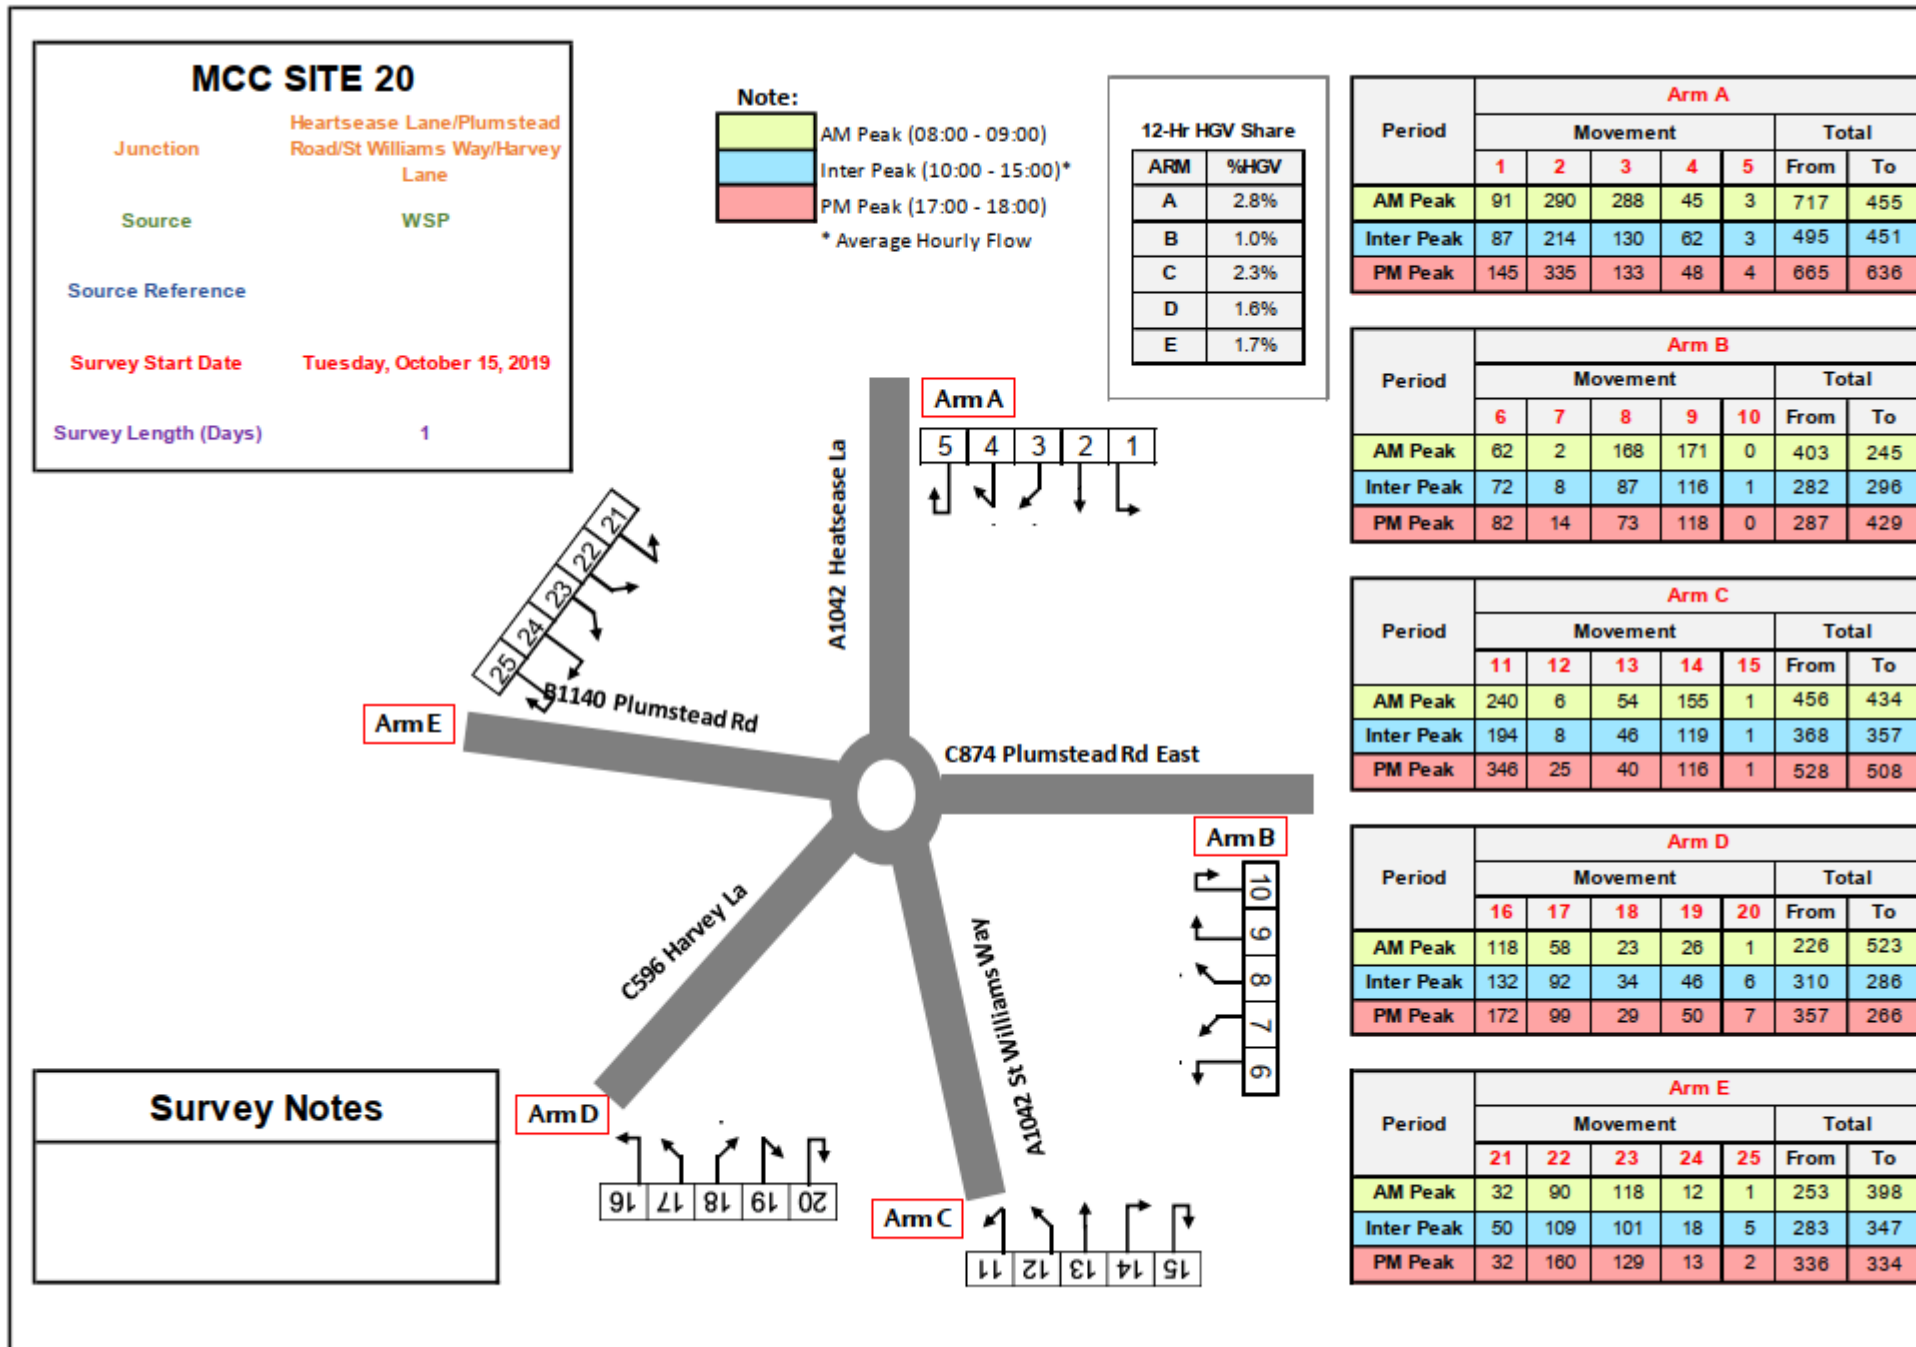 MCC SITE 20
Junction
Heartsease Lane/Plumstead
Road/St Williams Way/Harvey
Lane
Source WSP
Source Reference
Survey Start Date Tuesday, October 15, 2019
Survey Length (Days) 1
Note:
AM Peak (08:00 - 09:00)
Inter Peak (10:00 - 15:00)*
PM Peak (17:00 - 18:00)
* Average Hourly Flow
12-Hr HGV Share
ARM %HGV
A 2.8%
B 1.0%
C 2.3%
D 1.6%
E 1.7%
Arm A
5 4 3 2 1
A1042 Heatsease La
21
22
23
24
25
B1140 Plumstead Rd
Arm E
C874 Plumstead Rd East
Arm B
10
9
8
7
6
C596 Harvey La
A1042 St Williams Way
Arm D
16 17 18 19 20
Arm C
11 12 13 14 15
Survey Notes
Period Arm A
Movement Total
1 2 3 4 5 From To
AM Peak 91 290 288 45 3 717 455
Inter Peak 87 214 130 62 3 495 451
PM Peak 145 335 133 48 4 665 636
Period Arm B
Movement Total
6 7 8 9 10 From To
AM Peak 62 2 168 171 0 403 245
Inter Peak 72 8 87 116 1 282 296
PM Peak 82 14 73 118 0 287 429
Period Arm C
Movement Total
11 12 13 14 15 From To
AM Peak 240 6 54 155 1 456 434
Inter Peak 194 8 46 119 1 368 357
PM Peak 346 25 40 116 1 528 508
Period Arm D
Movement Total
16 17 18 19 20 From To
AM Peak 118 58 23 26 1 226 523
Inter Peak 132 92 34 46 6 310 286
PM Peak 172 99 29 50 7 357 266
Period Arm E
Movement Total
21 22 23 24 25 From To
AM Peak 32 90 118 12 1 253 398
Inter Peak 50 109 101 18 5 283 347
PM Peak 32 160 129 13 2 336 334